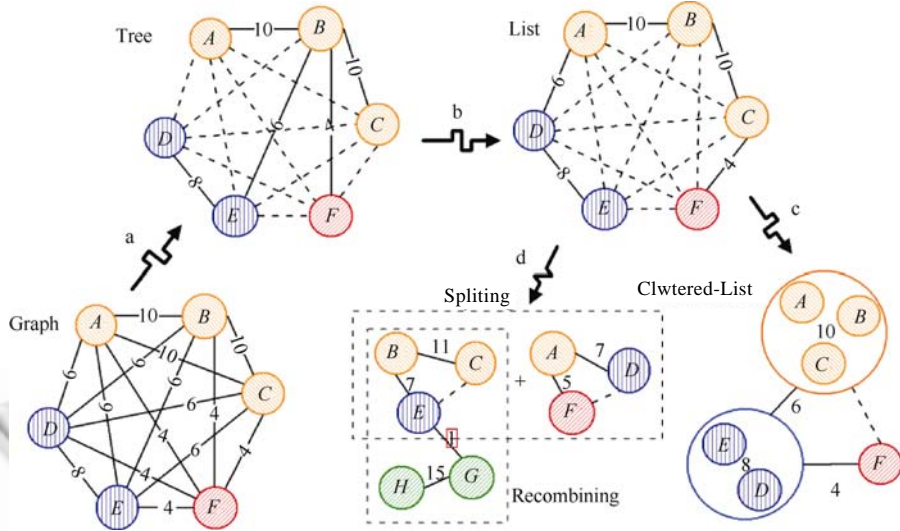 Tree
A
10
B
10
C
6
4
D
8
E
F
b
List
A
10
B
10
C
6
4
D
8
E
F
a
c
d
Graph
A
10
B
10
10
C
6
6
6
6
6
6
4
4
4
4
D
8
E
4
F
Spliting
B
11
C
7
E
1
H
15
G
+
A
7
D
5
F
Recombining
Clwtered-List
A
B
10
C
6
E
8
D
4
F